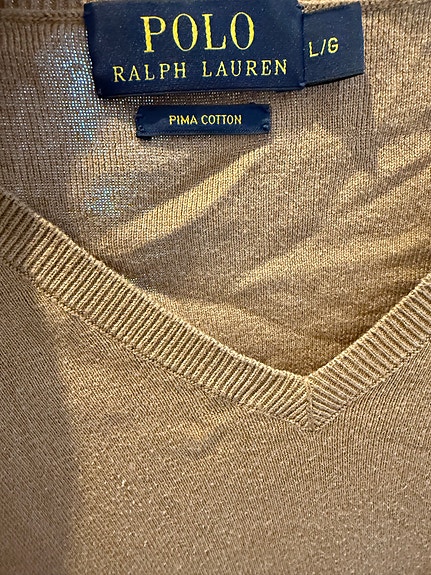 POLO
RALPH LAUREN
L/G
PIMA COTTON